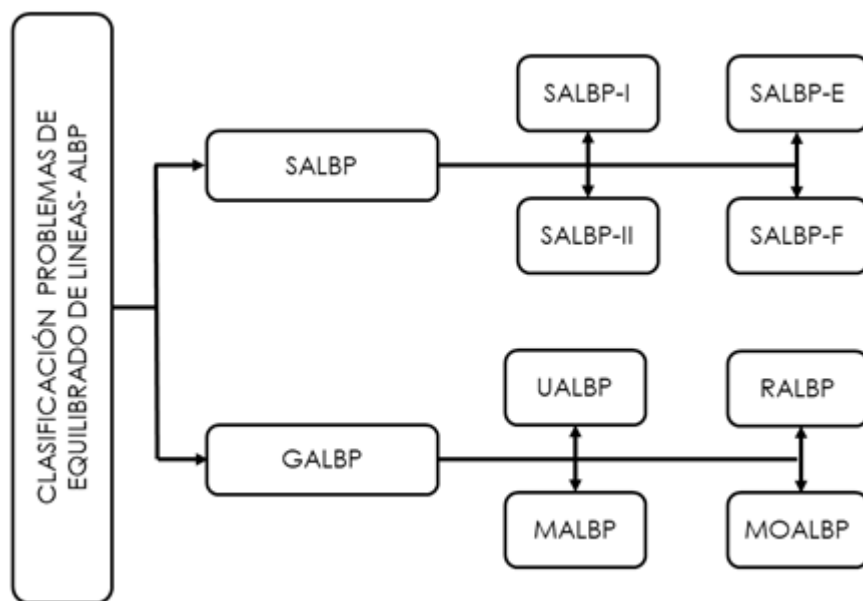 CLASIFICACIÓN PROBLEMAS DE
EQUILIBRADO DE LINEAS- ALBP
SALBP
SALBP-I
SALBP-E
SALBP-II
SALBP-F
GALBP
UALBP
RALBP
MALBP
MOALBP